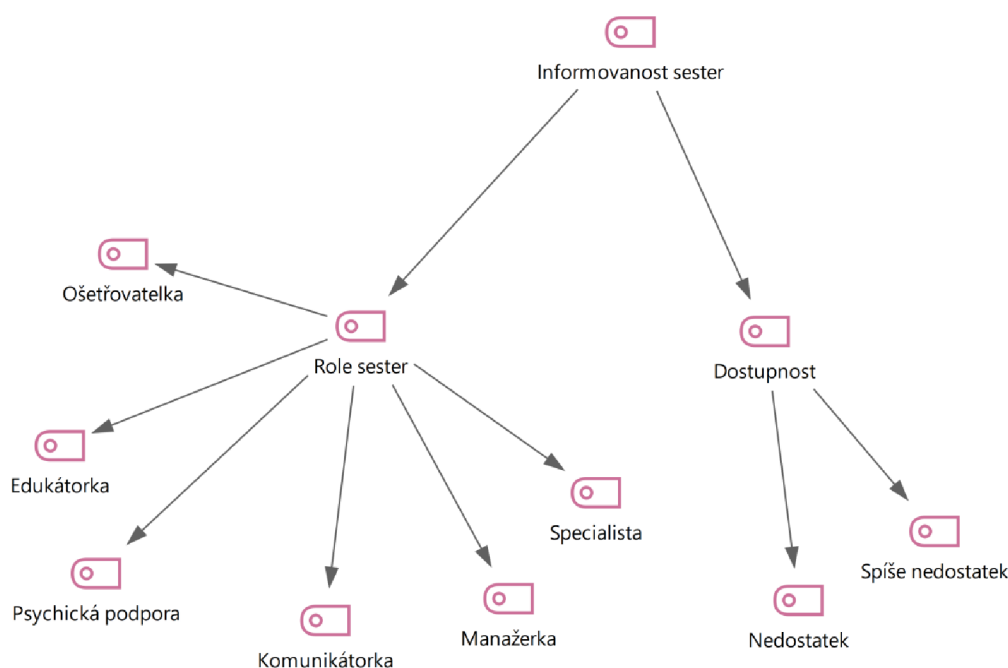 Informovanost sester
Ošetřovatelka
Role sester
Dostupnost
Edukátorka
Specialista
Spíše nedostatek
Psychická podpora
Manažerka
Nedostatek
Komunikátorka